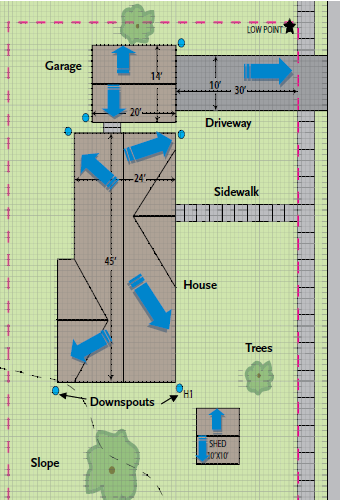 LOW POINT
Garage
14'
10'
30'
20'
Driveway
24'
Sidewalk
45'
House
Trees
H1
Downspouts
SHED
10'X10'
Slope